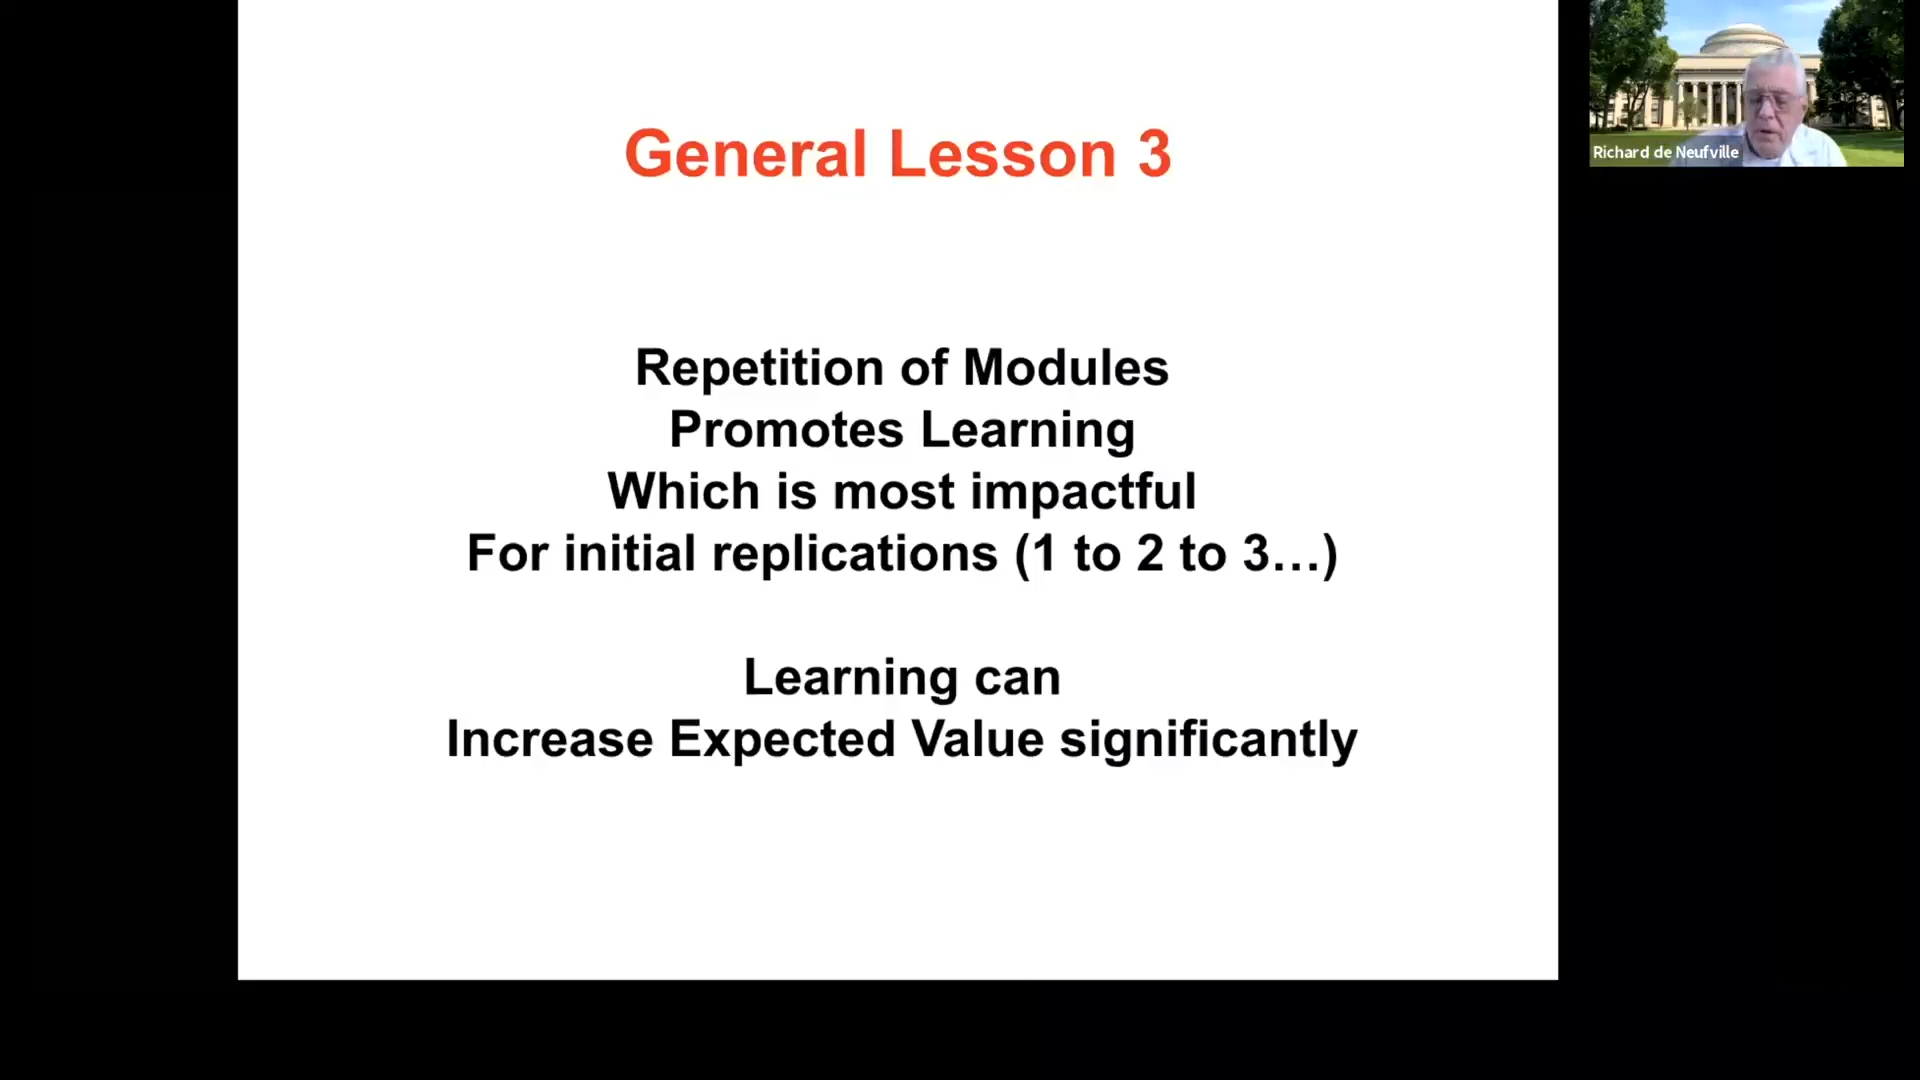 General Lesson 3
Repetition of Modules
Promotes Learning
Which is most impactful
For initial replications (1 to 2 to 3…)
Learning can
Increase Expected Value significantly
Richard de Neufville